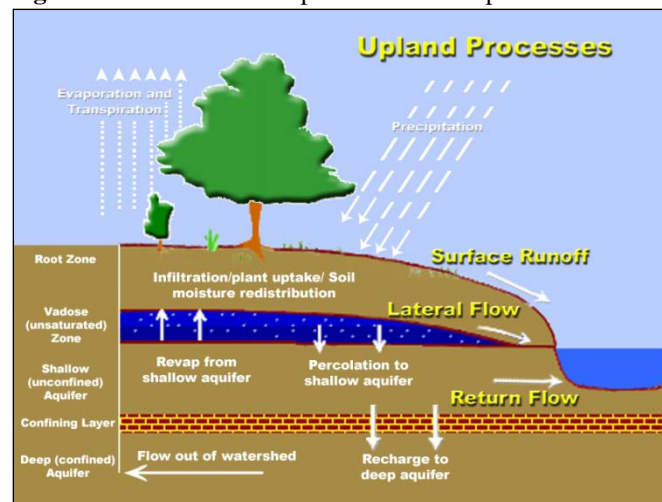 Upland Processes
Evaporation and
Transpiration
Precipitation
Root Zone
Surface Runoff
Infiltration/plant uptake/ Soil
moisture redistribution
Vadose
(unsaturated)
Zone
Lateral Flow
Shallow
(unconfined)
Aquifer
Revap from
shallow aquifer
Percolation to
shallow aquifer
Return Flow
Confining Layer
Deep (confined)
Aquifer
Flow out of watershed
Recharge to
deep aquifer